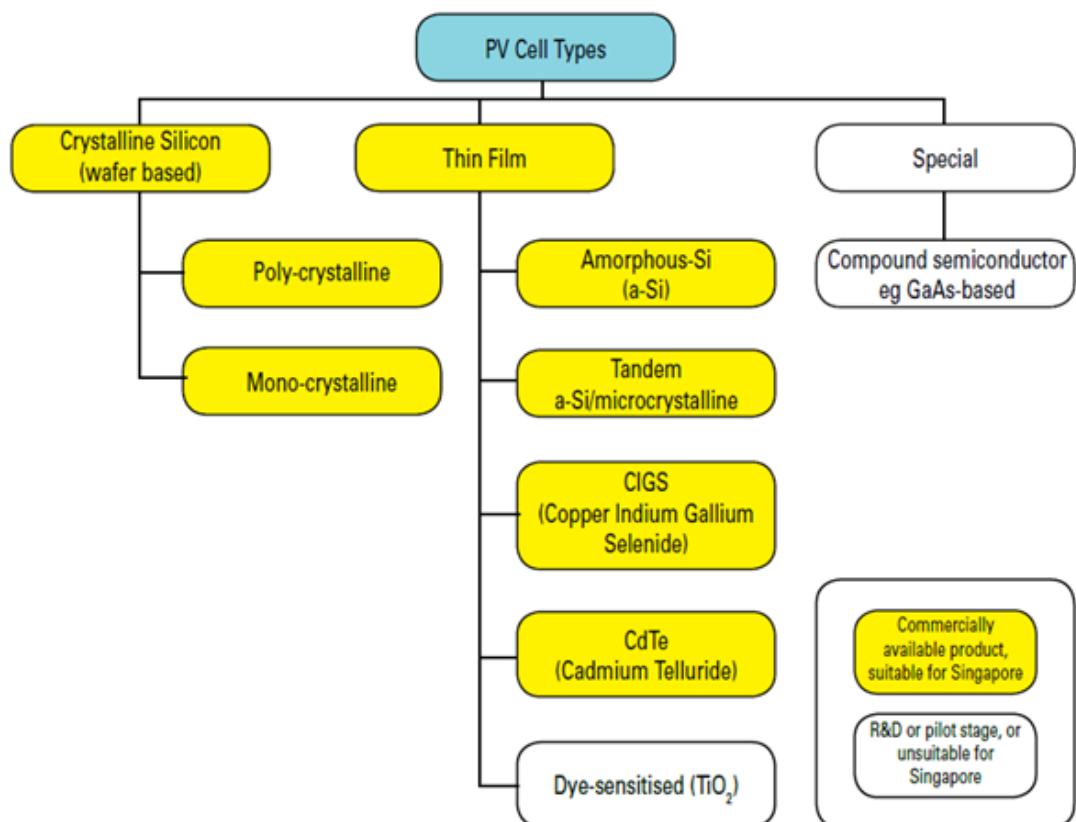 PV Cell Types
Crystalline Silicon
(wafer based)
Thin Film
Special
Poly-crystalline
Mono-crystalline
Amorphous-Si
(a-Si)
Tandem
a-Si/microcrystalline
CIGS
(Copper Indium Gallium
Selenide)
CdTe
(Cadmium Telluride)
Dye-sensitised (TiO₂)
Compound semiconductor
eg GaAs-based
Commercially
available product,
suitable for Singapore
R&D or pilot stage, or
unsuitable for
Singapore